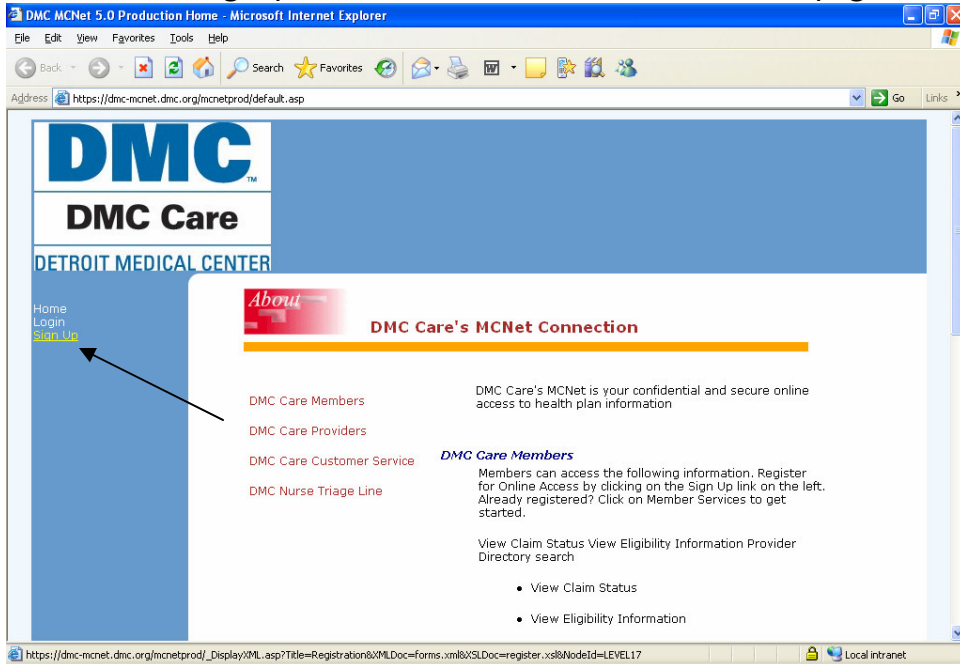 DMC MCNet 5.0 Production Home - Microsoft Internet Explorer
File Edit View Favorites Tools Help
Back Search Favorites
Address https://dmc-mcnet.dmc.org/mcnetprod/default.asp Go Links »
DMC TM
DMC Care
DETROIT MEDICAL CENTER
Home
Login
Sign Up
About
DMC Care's MCNet Connection
DMC Care Members
DMC Care Providers
DMC Care Customer Service
DMC Nurse Triage Line
DMC Care's MCNet is your confidential and secure online
access to health plan information
DMC Care Members
Members can access the following information. Register
for Online Access by clicking on the Sign Up link on the left.
Already registered? Click on Member Services to get
started.
View Claim Status View Eligibility Information Provider
Directory search
• View Claim Status
• View Eligibility Information
https://dmc-mcnet.dmc.org/mcnetprod/_DisplayXML.asp?Title=Registration&XMLDoc=forms.xml&XSLDoc=register.xsl&NodeId=LEVEL17 Local intranet